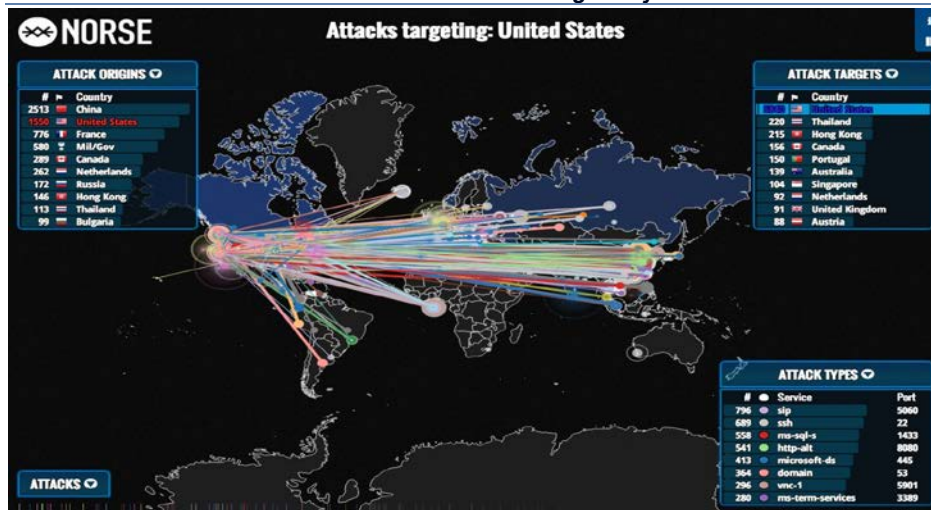 NORSE
Attacks targeting: United States
ATTACK ORIGINS
# Country
2513 China
1550 United States
776 France
580 Mil/Gov
289 Canada
262 Netherlands
172 Russia
146 Hong Kong
113 Thailand
99 Bulgaria
ATTACK TARGETS
# Country
United States
220 Thailand
215 Hong Kong
156 Canada
150 Portugal
139 Australia
104 Singapore
92 Netherlands
91 United Kingdom
88 Austria
ATTACK TYPES
# Service Port
796 sip 5060
689 ssh 22
558 ms-sql-s 1433
541 http-alt 8080
413 microsoft-ds 445
364 domain 53
296 vnc-1 5901
280 ms-term-services 3389
ATTACKS